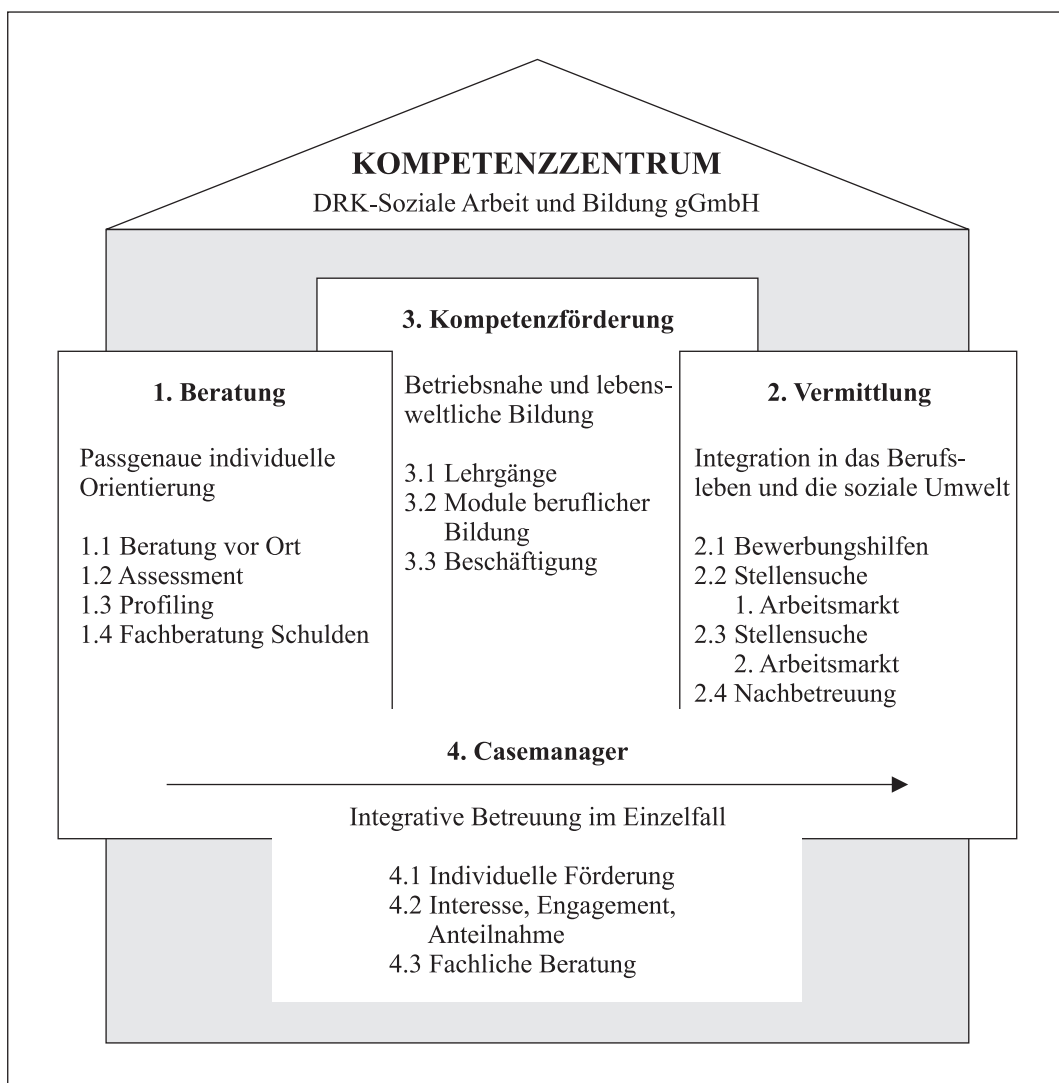 KOMPETENZZENTRUM
DRK-Soziale Arbeit und Bildung gGmbH
1. Beratung
Passgenaue individuelle
Orientierung
1.1 Beratung vor Ort
1.2 Assessment
1.3 Profiling
1.4 Fachberatung Schulden
3. Kompetenzförderung
Betriebsnahe und lebens-
weltliche Bildung
3.1 Lehrgänge
3.2 Module beruflicher
Bildung
3.3 Beschäftigung
2. Vermittlung
Integration in das Berufs-
leben und die soziale Umwelt
2.1 Bewerbungshilfen
2.2 Stellensuche
1. Arbeitsmarkt
2.3 Stellensuche
2. Arbeitsmarkt
2.4 Nachbetreuung
4. Casemanager
Integrative Betreuung im Einzelfall
4.1 Individuelle Förderung
4.2 Interesse, Engagement,
Anteilnahme
4.3 Fachliche Beratung